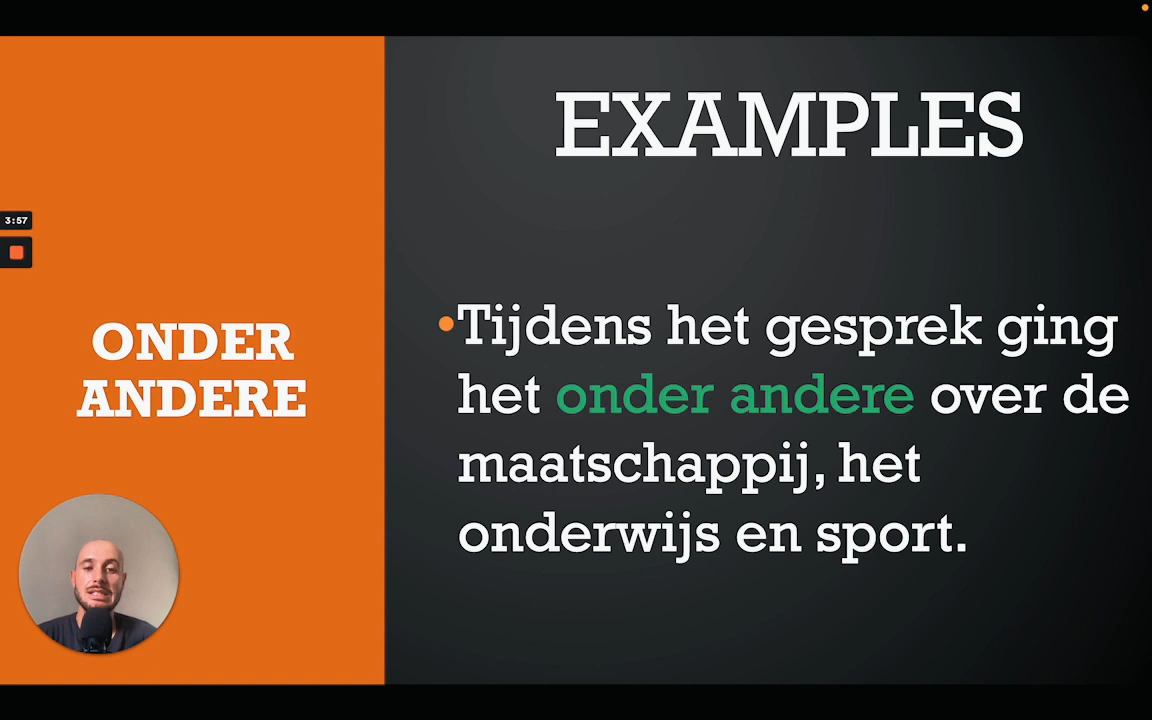 EXAMPLES
3:57
ONDER
ANDERE
•Tijdens het gesprek ging
het onder andere over de
maatschappij, het
onderwijs en sport.